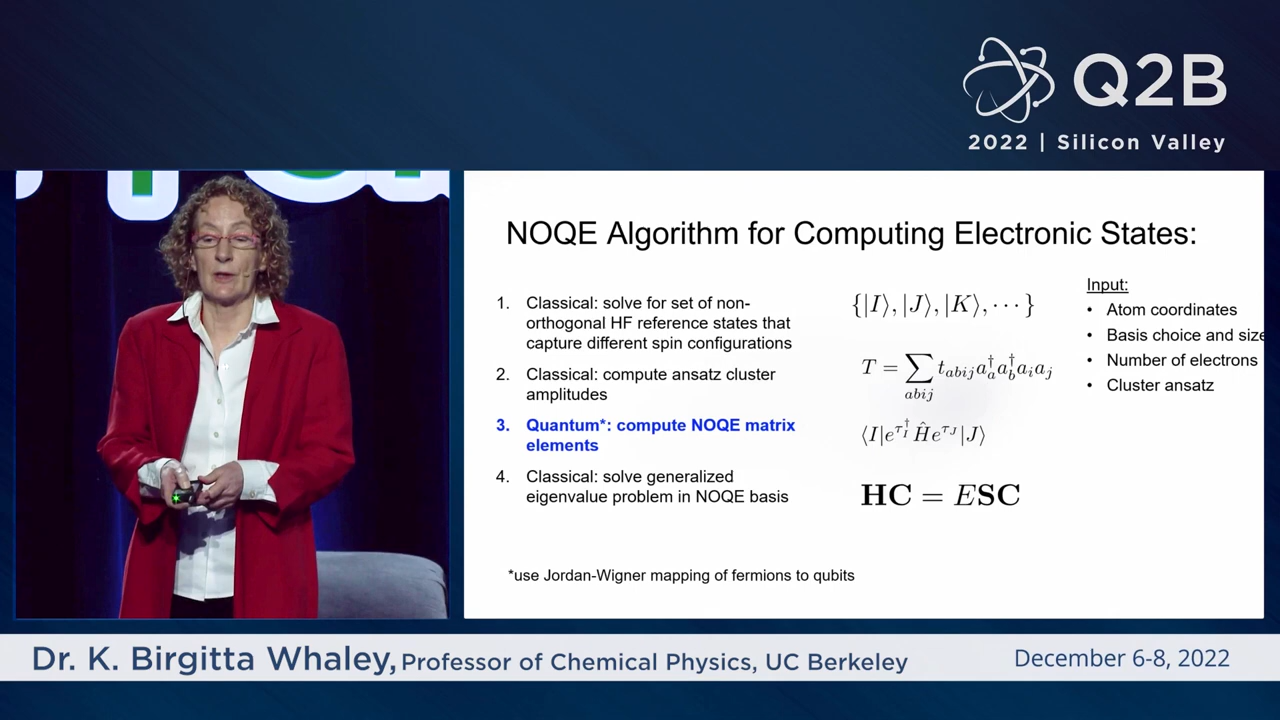 Q2B
2022 | Silicon Valley
NOQE Algorithm for Computing Electronic States:
1. Classical: solve for set of non-
orthogonal HF reference states that
capture different spin configurations
{|I⟩, |J⟩, |K⟩, ··· }
2. Classical: compute ansatz cluster
amplitudes
T = ∑_{abij} t_{abij} a†_a a†_b a_i a_j
3. Quantum*: compute NOQE matrix
elements
⟨I|e^{τ_I^†} Ĥ e^{τ_J}|J⟩
4. Classical: solve generalized
eigenvalue problem in NOQE basis
HC = ESC
Input:
• Atom coordinates
• Basis choice and size
• Number of electrons
• Cluster ansatz
*use Jordan-Wigner mapping of fermions to qubits
Dr. K. Birgitta Whaley, Professor of Chemical Physics, UC Berkeley
December 6-8, 2022